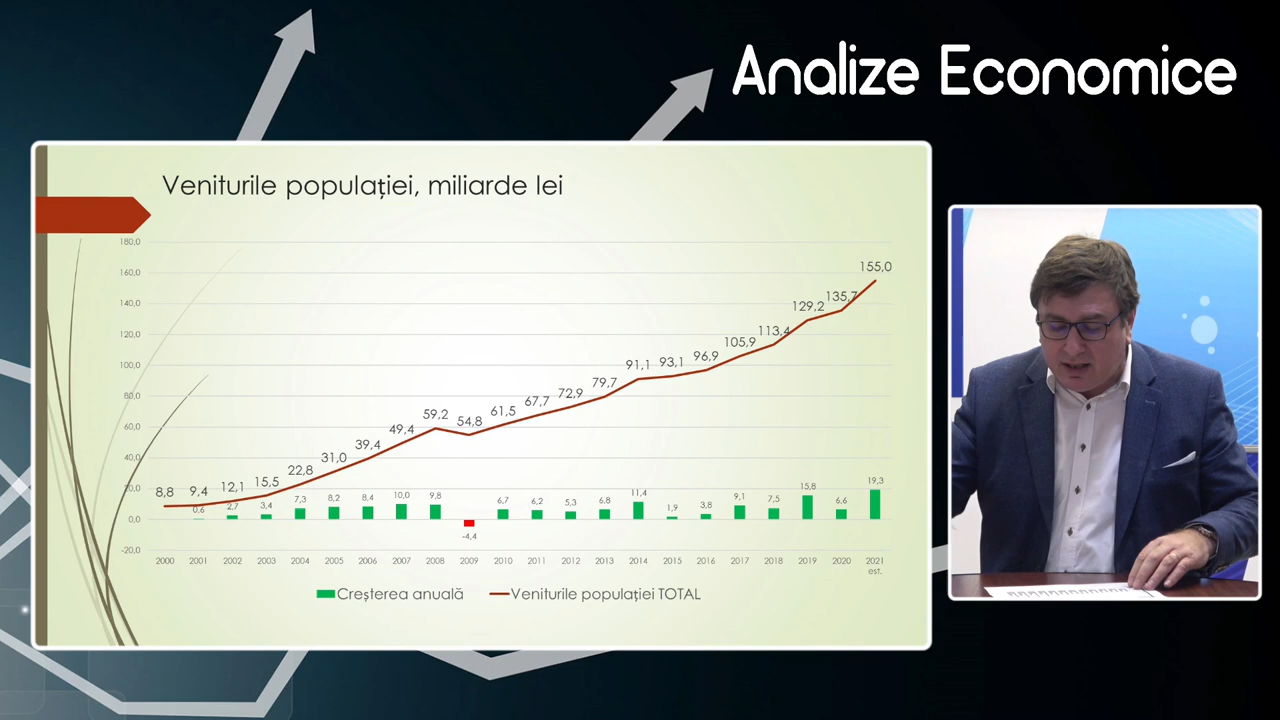 Analize Economice
Veniturile populației, miliarde lei
180,0
160,0
140,0
120,0
100,0
80,0
60,0
40,0
20,0
0,0
-20,0
8,8 9,4 12,1 15,5 22,8 31,0 39,4 49,4 59,2 54,8 61,5 67,7 72,9 79,7 91,1 93,1 96,9 105,9 113,4 129,2 135,7 155,0
0,6 2,7 3,4 7,3 8,2 8,4 10,0 9,8 -4,4 6,7 6,2 5,3 6,8 11,4 1,9 3,8 9,1 7,5 15,8 6,6 19,3
2000 2001 2002 2003 2004 2005 2006 2007 2008 2009 2010 2011 2012 2013 2014 2015 2016 2017 2018 2019 2020 2021
est.
Creșterea anuală Veniturile populației TOTAL